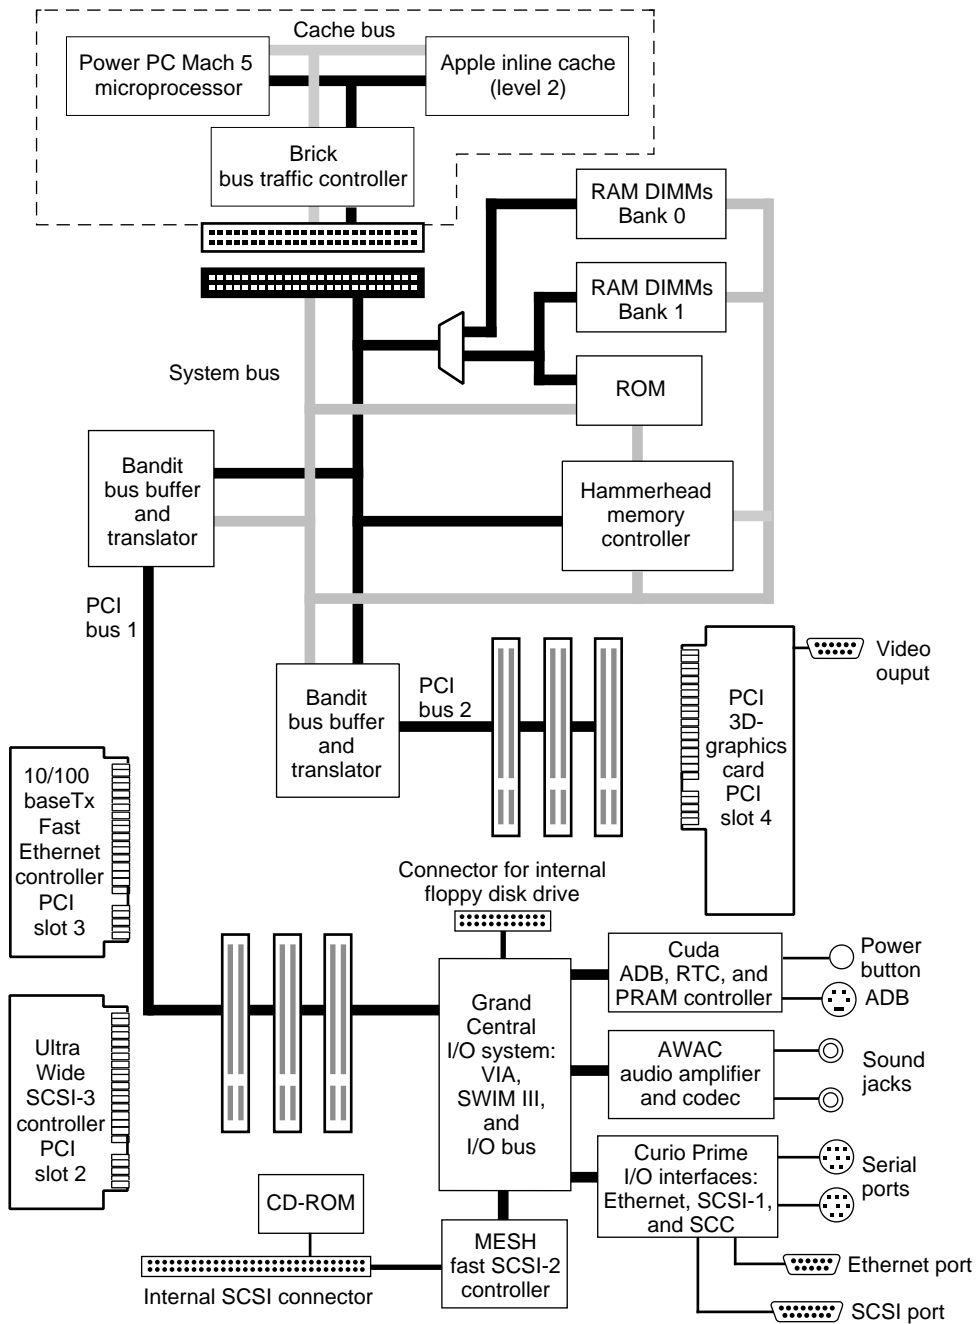 Cache bus
Power PC Mach 5
microprocessor
Apple inline cache
(level 2)
Brick
bus traffic controller
RAM DIMMs
Bank 0
RAM DIMMs
Bank 1
System bus
ROM
Bandit
bus buffer
and
translator
Hammerhead
memory
controller
PCI
bus 1
Bandit
bus buffer
and
translator
PCI
bus 2
PCI
3D-
graphics
card
PCI
slot 4
Video
ouput
10/100
baseTx
Fast
Ethernet
controller
PCI
slot 3
Connector for internal
floppy disk drive
Grand
Central
I/O system:
VIA,
SWIM III,
and
I/O bus
Cuda
ADB, RTC, and
PRAM controller
Power
button
ADB
AWAC
audio amplifier
and codec
Sound
jacks
Ultra
Wide
SCSI-3
controller
PCI
slot 2
Curio Prime
I/O interfaces:
Ethernet, SCSI-1,
and SCC
Serial
ports
CD-ROM
MESH
fast SCSI-2
controller
Internal SCSI connector
Ethernet port
SCSI port